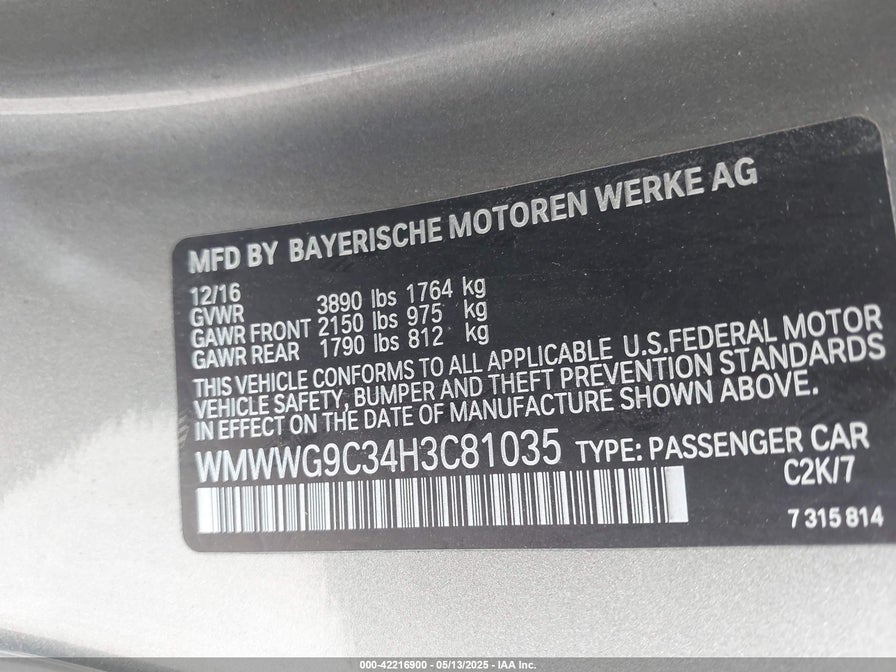 MFD BY BAYERISCHE MOTOREN WERKE AG
12/16
GVWR 3890 lbs 1764 kg
GAWR FRONT 2150 lbs 975 kg
GAWR REAR 1790 lbs 812 kg
THIS VEHICLE CONFORMS TO ALL APPLICABLE U.S.FEDERAL MOTOR
VEHICLE SAFETY, BUMPER AND THEFT PREVENTION STANDARDS
IN EFFECT ON THE DATE OF MANUFACTURE SHOWN ABOVE.
WMWWG9C34H3C81035 TYPE: PASSENGER CAR
C2K/7
7 315 814
000-42216900 - 05/13/2025 - IAA Inc.